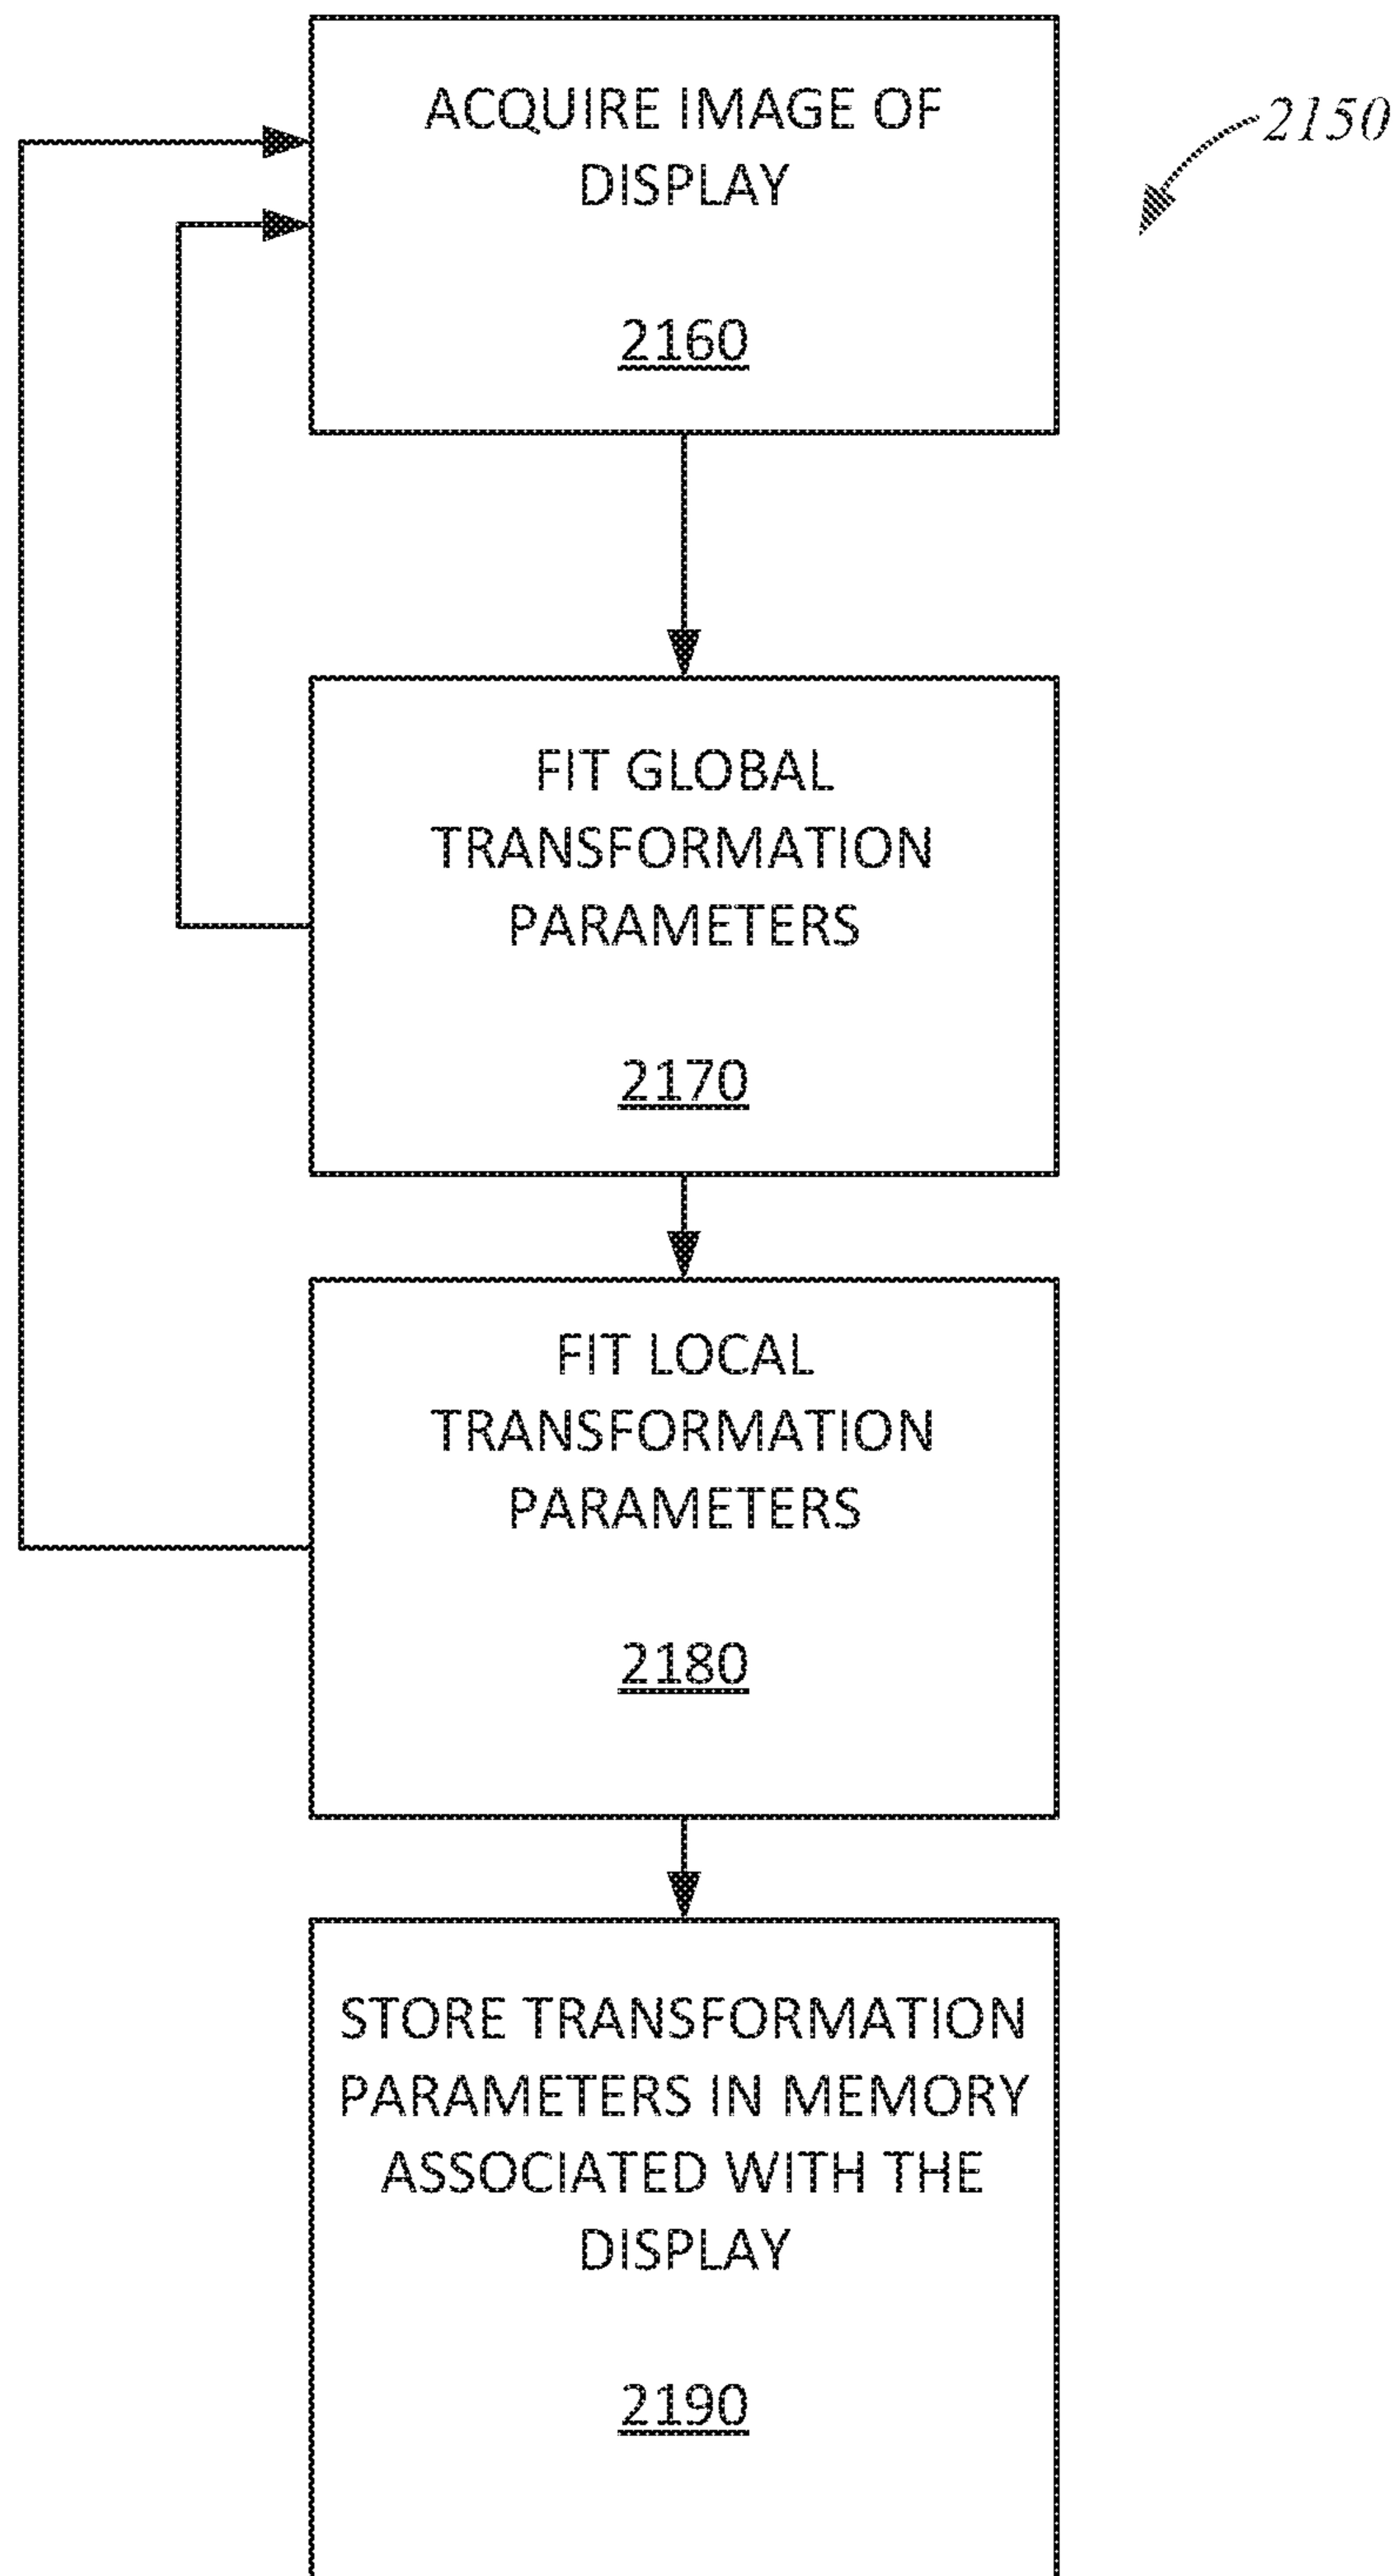 ACQUIRE IMAGE OF
DISPLAY
2160
2150
FIT GLOBAL
TRANSFORMATION
PARAMETERS
2170
FIT LOCAL
TRANSFORMATION
PARAMETERS
2180
STORE TRANSFORMATION
PARAMETERS IN MEMORY
ASSOCIATED WITH THE
DISPLAY
2190